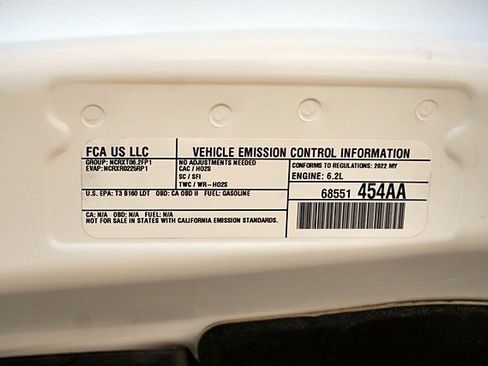 FCA US LLC
VEHICLE EMISSION CONTROL INFORMATION
GROUP: NCRXT06.2FP1
EVAP: NCRXR0225RP1
NO ADJUSTMENTS NEEDED
CAC / HO2S
SC / SFI
TWC / WR-HO2S
CONFORMS TO REGULATIONS: 2022 MY
ENGINE: 6.2L
U.S. EPA: T3 B160 LDT OBD: CA OBD II FUEL: GASOLINE
68551 454AA
CA: N/A OBD: N/A FUEL: N/A
NOT FOR SALE IN STATES WITH CALIFORNIA EMISSION STANDARDS.